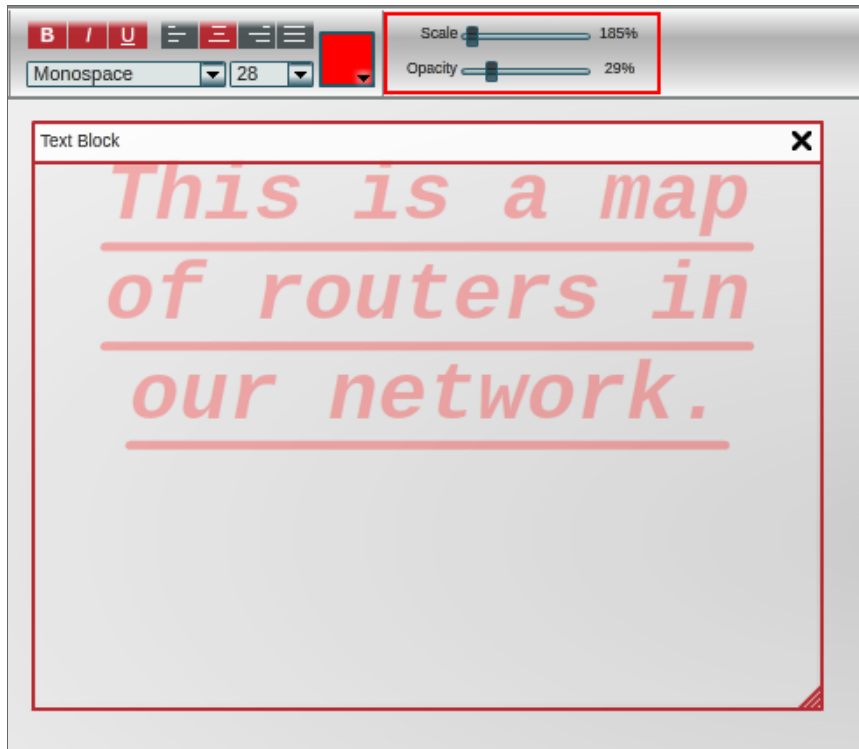 B I U
Scale 185%
Monospace 28
Opacity 29%
Text Block
This is a map
of routers in
our network.